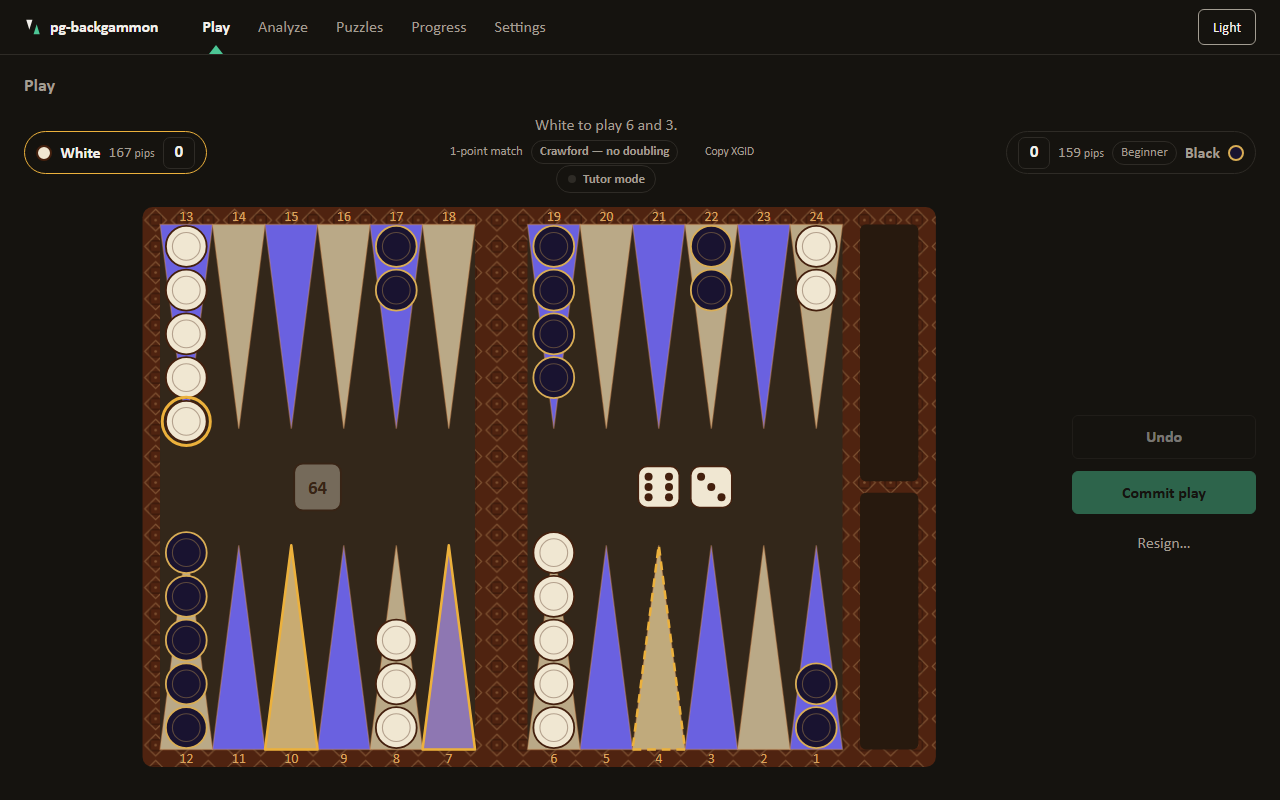 pg-backgammon Play Analyze Puzzles Progress Settings Light
Play
White to play 6 and 3.
White 167 pips 0
1-point match Crawford — no doubling Copy XGID
0 159 pips Beginner Black
Tutor mode
13 14 15 16 17 18 19 20 21 22 23 24
64
Undo
Commit play
Resign...
12 11 10 9 8 7 6 5 4 3 2 1